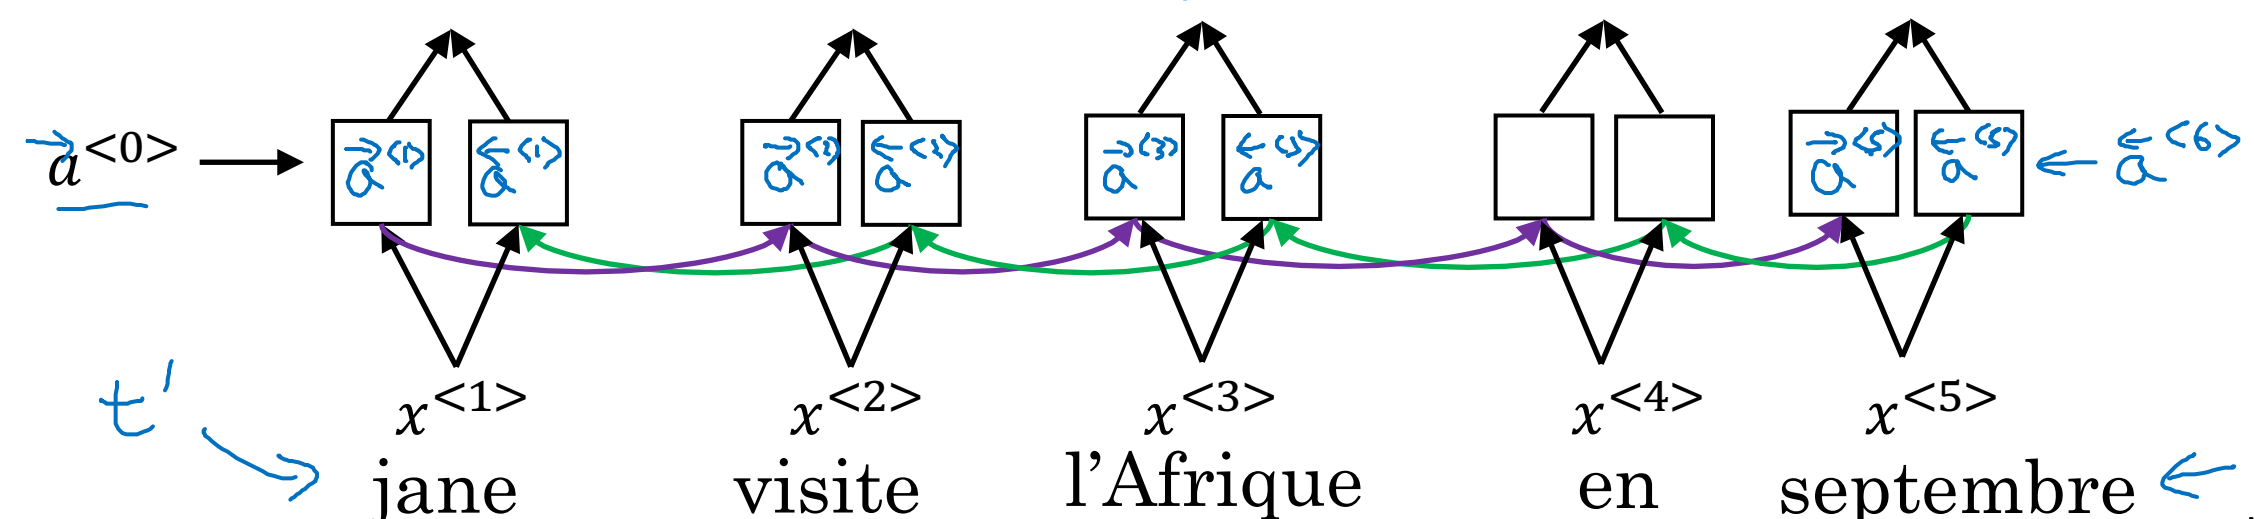 a→<0> a→<1> a←<1> a→<2> a←<2> a→<3> a←<3> a→<5> a←<5> a←<6>
t'
x<1> x<2> x<3> x<4> x<5>
jane visite l’Afrique en septembre